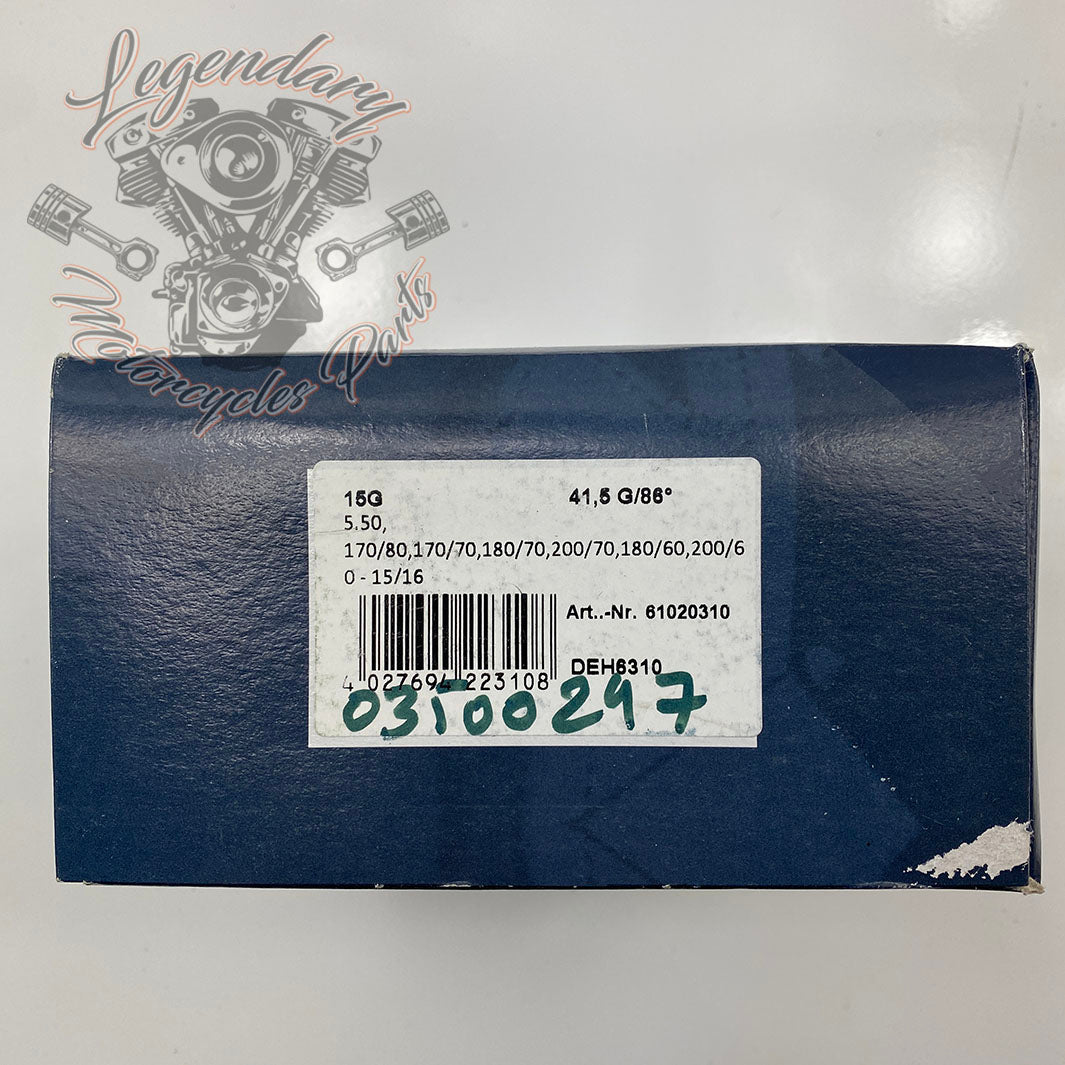 Legendary
Motorcycles Parts
15G 41,5 G/86°
5.50,
170/80,170/70,180/70,200/70,180/60,200/6
0 - 15/16
Art..-Nr. 61020310
DEH6310
4 027694 223108
03500297